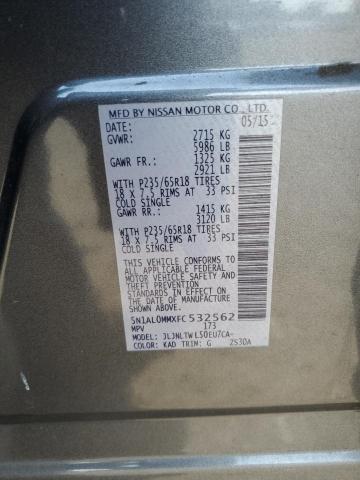 MFD BY NISSAN MOTOR CO., LTD.
DATE: 05/15
GVWR: 2715 KG
5986 LB
GAWR FR.: 1325 KG
2921 LB
WITH P235/65R18 TIRES
18 X 7.5 RIMS AT 33 PSI
COLD SINGLE
GAWR RR.: 1415 KG
3120 LB
WITH P235/65R18 TIRES
18 X 7.5 RIMS AT 33 PSI
COLD SINGLE
THIS VEHICLE CONFORMS TO ALL
APPLICABLE FEDERAL
MOTOR VEHICLE SAFETY AND
THEFT PREVENTION STANDARDS
IN EFFECT ON THE
DATE OF MANUFACTURE
SHOWN ABOVE.
5N1AL0MMXFC532562
MPV 173
MODEL: JLJNLTWL50EU7CA-
COLOR: KAD TRIM: G ZS3DA